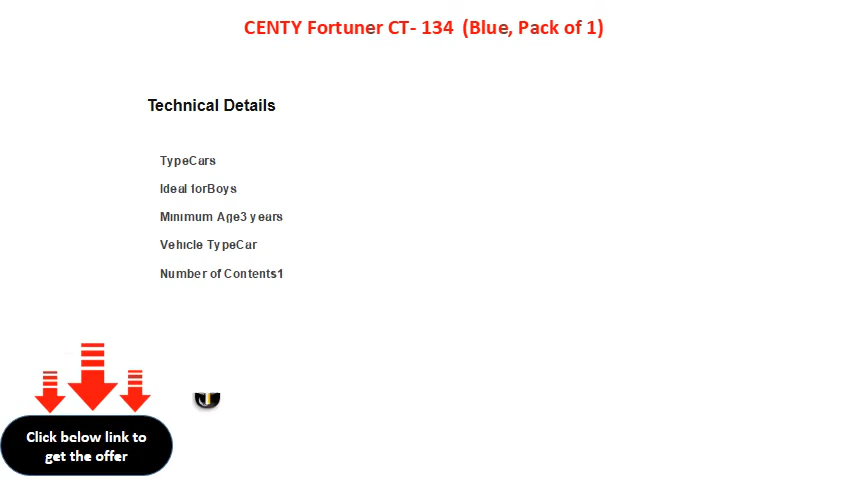 CENTY Fortuner CT- 134  (Blue, Pack of 1)
Technical Details
TypeCars
Ideal forBoys
Minimum Age3 years
Vehicle TypeCar
Number of Contents1
Click below link to
get the offer